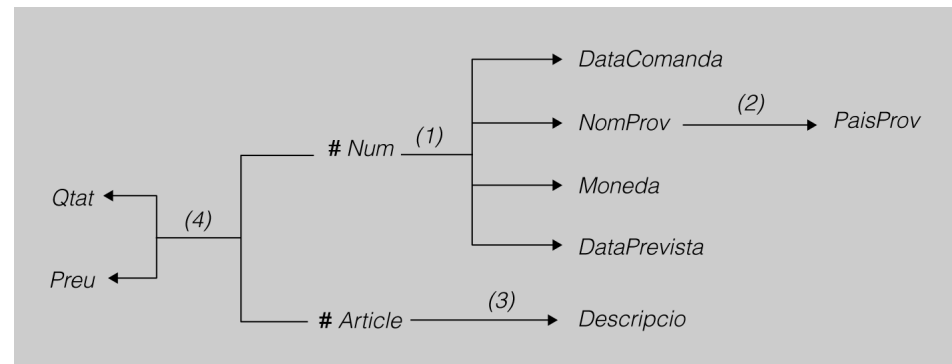 DataComanda
(2)
NomProv
PaisProv
(1)
# Num
Moneda
Qtat
(4)
DataPrevista
Preu
(3)
# Article
Descripcio